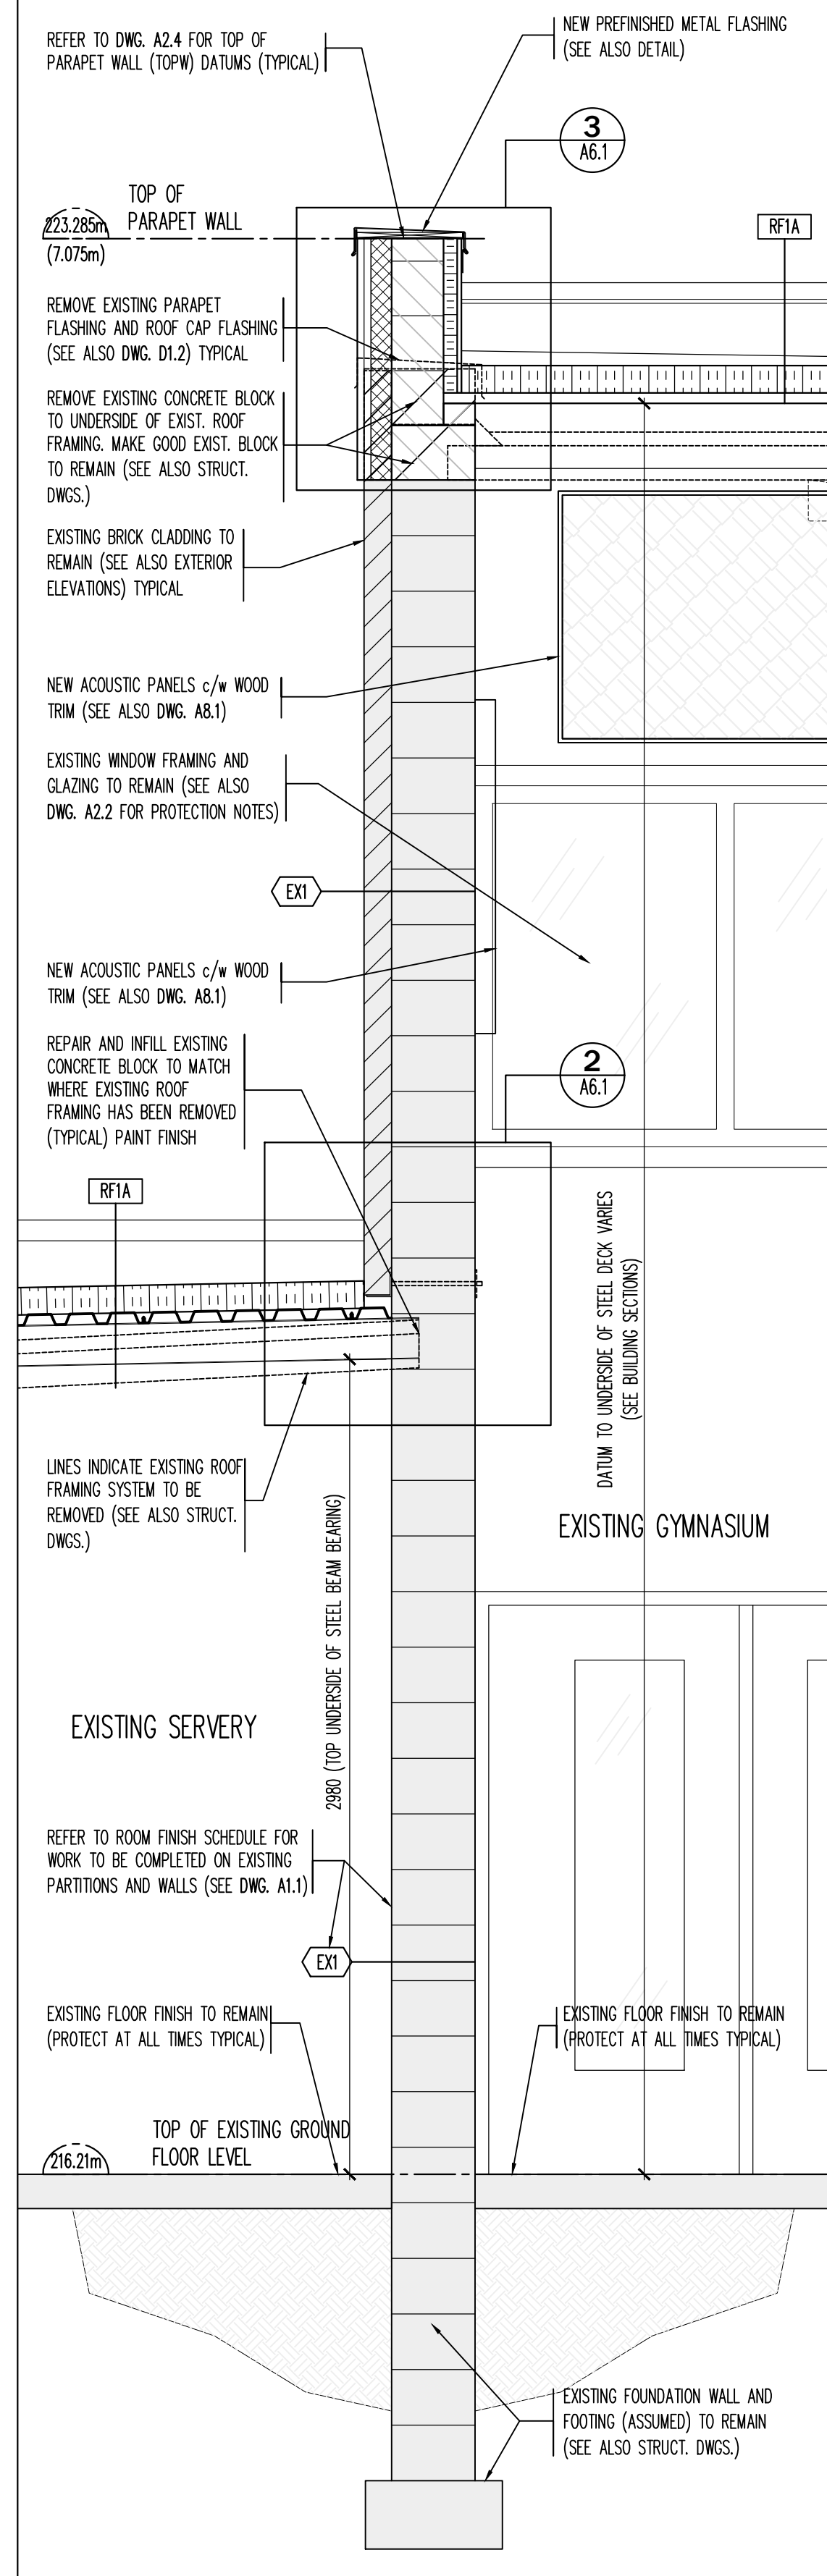 REFER TO DWG. A2.4 FOR TOP OF
PARAPET WALL (TOPW) DATUMS (TYPICAL)
NEW PREFINISHED METAL FLASHING
(SEE ALSO DETAIL)
3
A6.1
TOP OF
PARAPET WALL
223.285m
(7.075m)
RF1A
REMOVE EXISTING PARAPET
FLASHING AND ROOF CAP FLASHING
(SEE ALSO DWG. D1.2) TYPICAL
REMOVE EXISTING CONCRETE BLOCK
TO UNDERSIDE OF EXIST. ROOF
FRAMING. MAKE GOOD EXIST. BLOCK
TO REMAIN (SEE ALSO STRUCT.
DWGS.)
EXISTING BRICK CLADDING TO
REMAIN (SEE ALSO EXTERIOR
ELEVATIONS) TYPICAL
NEW ACOUSTIC PANELS c/w WOOD
TRIM (SEE ALSO DWG. A8.1)
EXISTING WINDOW FRAMING AND
GLAZING TO REMAIN (SEE ALSO
DWG. A2.2 FOR PROTECTION NOTES)
EX1
NEW ACOUSTIC PANELS c/w WOOD
TRIM (SEE ALSO DWG. A8.1)
REPAIR AND INFILL EXISTING
CONCRETE BLOCK TO MATCH
WHERE EXISTING ROOF
FRAMING HAS BEEN REMOVED
(TYPICAL) PAINT FINISH
2
A6.1
RF1A
DATUM TO UNDERSIDE OF STEEL DECK VARIES
(SEE BUILDING SECTIONS)
LINES INDICATE EXISTING ROOF
FRAMING SYSTEM TO BE
REMOVED (SEE ALSO STRUCT.
DWGS.)
2980 (TOP UNDERSIDE OF STEEL BEAM BEARING)
EXISTING GYMNASIUM
EXISTING SERVERY
REFER TO ROOM FINISH SCHEDULE FOR
WORK TO BE COMPLETED ON EXISTING
PARTITIONS AND WALLS (SEE DWG. A1.1)
EX1
EXISTING FLOOR FINISH TO REMAIN
(PROTECT AT ALL TIMES TYPICAL)
EXISTING FLOOR FINISH TO REMAIN
(PROTECT AT ALL TIMES TYPICAL)
TOP OF EXISTING GROUND
FLOOR LEVEL
216.21m
EXISTING FOUNDATION WALL AND
FOOTING (ASSUMED) TO REMAIN
(SEE ALSO STRUCT. DWGS.)